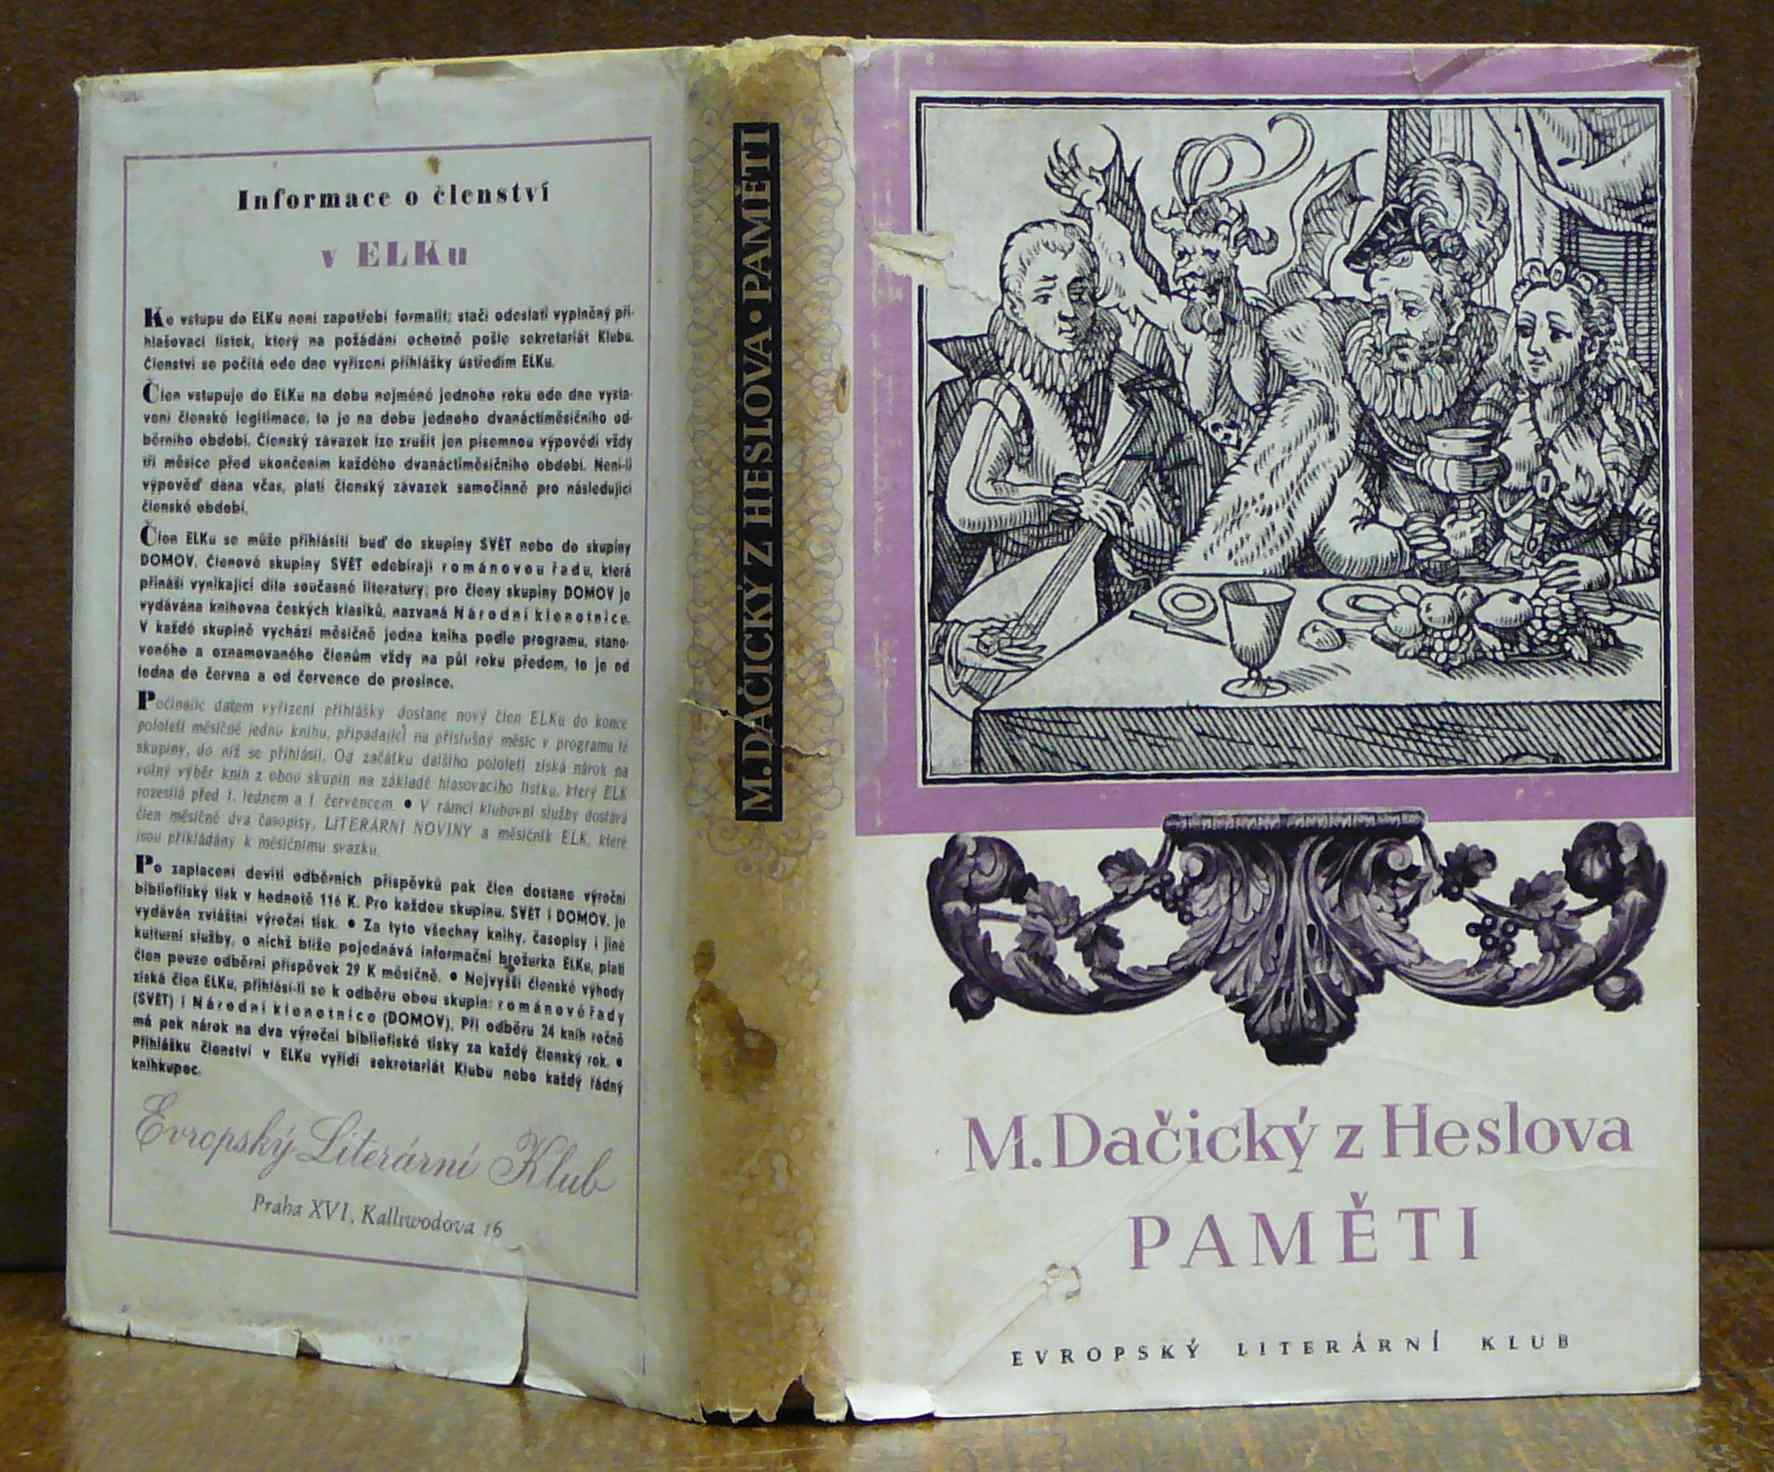 Informace o členství
v ELKu
Ke vstupu do ELKu není zapotřebí formalit; stačí odeslati vyplněný při-
hlašovací lístek, který na požádání ochotně pošle sekretariát Klubu.
Členství se počítá ode dne vyřízení přihlášky ústředím ELKu.
Člen vstupuje do ELKu na dobu nejméně jednoho roku ode dne vysta-
vení členské legitimace, to je na dobu jednoho dvanáctiměsíčního od-
běrního období. Členský závazek lze zrušit jen písemnou výpovědí vždy
tři měsíce před ukončením každého dvanáctiměsíčního období. Není-li
výpověď dána včas, platí členský závazek samočinně pro následující
členské období.
Člen ELKu se může přihlásiti buď do skupiny SVĚT nebo do skupiny
DOMOV. Členové skupiny SVĚT odebírají románovou řadu, která
přináší vynikající díla současné literatury; pro členy skupiny DOMOV je
vydávána knihovna českých klasiků, nazvaná Národní klenotnice.
V každé skupině vychází měsíčně jedna kniha podle programu, stano-
veného a oznamovaného členům vždy na půl roku předem, to je od
ledna do června a od července do prosince.
Počínajíc datem vyřízení přihlášky dostane nový člen ELKu do konce
pololetí měsíčně jednu knihu, připadající na příslušný měsíc v programu té
skupiny, do níž se přihlásil. Od začátku dalšího pololetí získá nárok na
volný výběr knih z obou skupin na základě hlasovacího lístku, který ELK
rozesílá před 1. lednem a 1. červencem. • V rámci klubovní služby dostává
člen měsíčně dva časopisy, LITERÁRNÍ NOVINY a měsíčník ELK, které
jsou přikládány k měsíčnímu svazku.
Po zaplacení devíti odběrních příspěvků pak člen dostane výroční
bibliofilský tisk v hodnotě 116 K. Pro každou skupinu, SVĚT i DOMOV, je
vydáván zvláštní výroční tisk. • Za tyto všechny knihy, časopisy i jiné
kulturní služby, o nichž blíže pojednává informační brožurka ELKu, platí
člen pouze odběrní příspěvek 29 K měsíčně. • Nejvyšší členské výhody
získá člen ELKu, přihlásí-li se k odběru obou skupin: románové řady
(SVĚT) i Národní klenotnice (DOMOV). Při odběru 24 knih ročně
má pak nárok na dva výroční bibliofilské tisky za každý členský rok. •
Přihlášku členství v ELKu vyřídí sekretariát Klubu nebo každý řádný
knihkupec.
Evropský Literární Klub
Praha XVI, Kalliwodova 16
M. DAČICKÝ Z HESLOVA • PAMĚTI
M. Dačický z Heslova
PAMĚTI
EVROPSKÝ LITERÁRNÍ KLUB